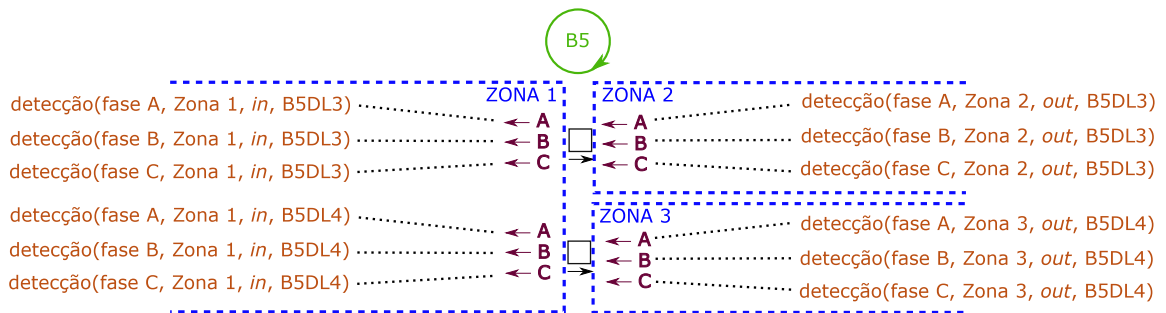 B5
ZONA 1
ZONA 2
detecção(fase A, Zona 1, in, B5DL3)
A
A
detecção(fase A, Zona 2, out, B5DL3)
detecção(fase B, Zona 1, in, B5DL3)
B
B
detecção(fase B, Zona 2, out, B5DL3)
detecção(fase C, Zona 1, in, B5DL3)
C
C
detecção(fase C, Zona 2, out, B5DL3)
ZONA 3
detecção(fase A, Zona 1, in, B5DL4)
A
A
detecção(fase A, Zona 3, out, B5DL4)
detecção(fase B, Zona 1, in, B5DL4)
B
B
detecção(fase B, Zona 3, out, B5DL4)
detecção(fase C, Zona 1, in, B5DL4)
C
C
detecção(fase C, Zona 3, out, B5DL4)